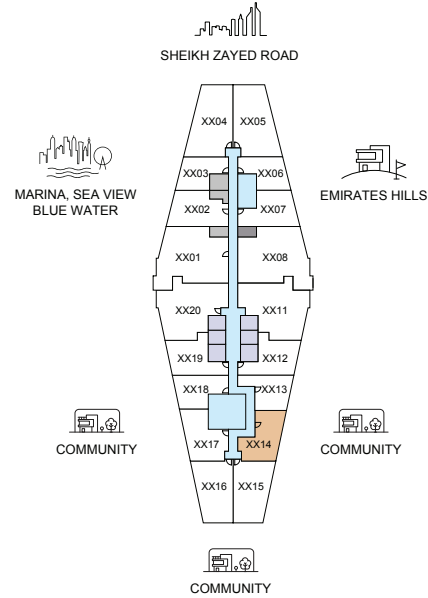 SHEIKH ZAYED ROAD
XX04
XX05
XX03
XX06
MARINA, SEA VIEW
BLUE WATER
EMIRATES HILLS
XX02
XX07
XX01
XX08
XX20
XX11
XX19
XX12
XX18
XX13
COMMUNITY
COMMUNITY
XX17
XX14
XX16
XX15
COMMUNITY